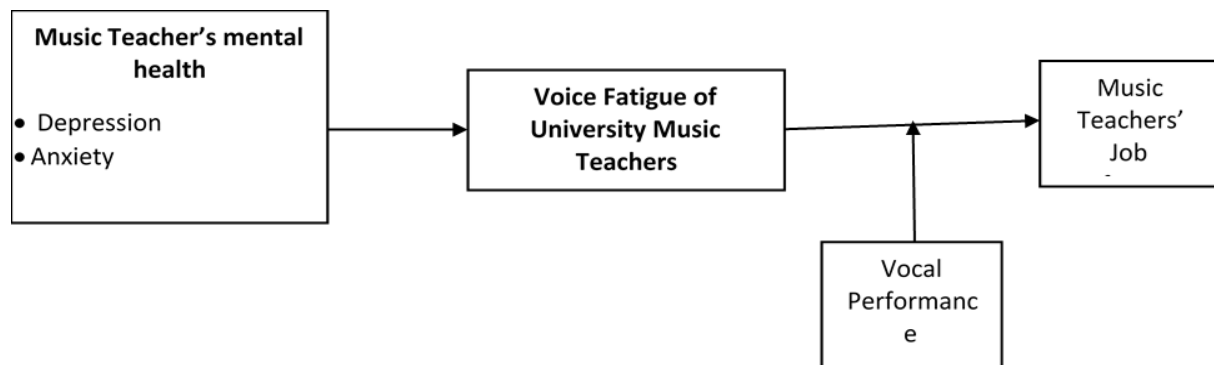 Music Teacher’s mental
health
• Depression
• Anxiety
Voice Fatigue of
University Music
Teachers
Music
Teachers’
Job
Vocal
Performanc
e